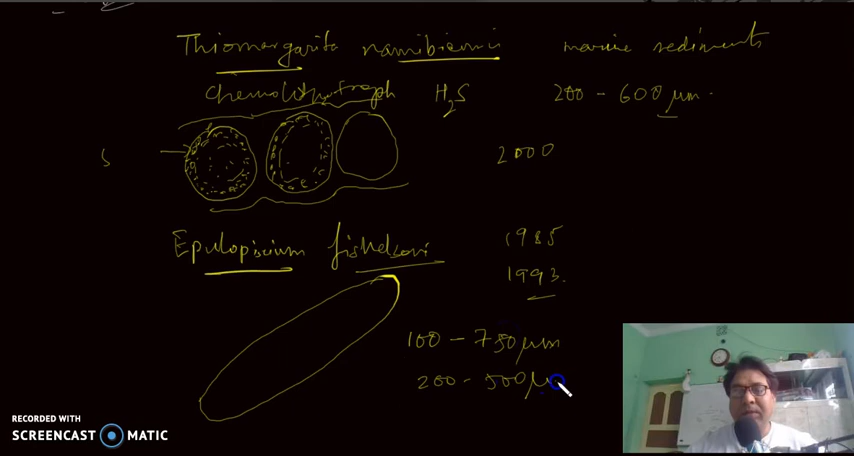 Thiomargarita namibiensis marine sediments
chemolithotroph H₂S 200 - 600 μm.
S
2000
Epulopiscium fishelsoni 1985
1993.
100 - 750 μm
200 - 500 μm
RECORDED WITH
SCREENCAST MATIC